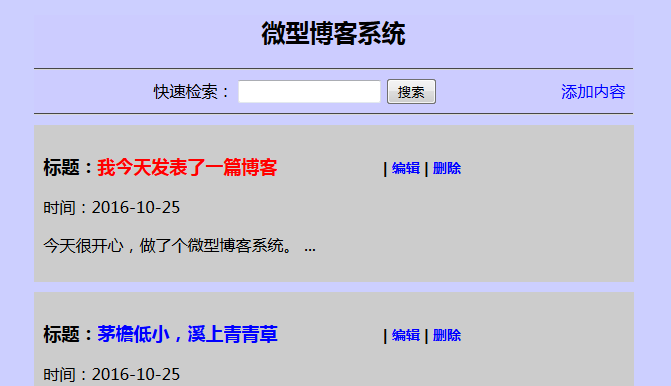 微型博客系统
快速检索： 搜索 添加内容
标题：我今天发表了一篇博客 | 编辑 | 删除
时间：2016-10-25
今天很开心，做了个微型博客系统。 ...
标题：茅檐低小，溪上青青草 | 编辑 | 删除
时间：2016-10-25